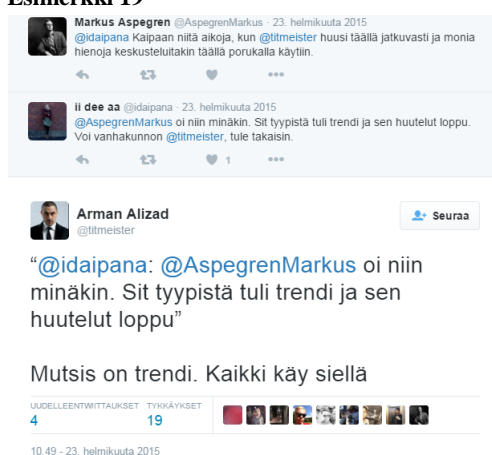 Esimerkki 19
Markus Aspegren @AspegrenMarkus · 23. helmikuuta 2015
@idaipana Kaipaan niitä aikoja, kun @titmeister huusi täällä jatkuvasti ja monia
hienoja keskusteluitakin täällä porukalla käytiin.
ii dee aa @idaipana · 23. helmikuuta 2015
@AspegrenMarkus oi niin minäkin. Sit tyypistä tuli trendi ja sen huutelut loppu.
Voi vanhakunnon @titmeister, tule takaisin.
1
Arman Alizad
@titmeister
Seuraa
“@idaipana: @AspegrenMarkus oi niin
minäkin. Sit tyypistä tuli trendi ja sen
huutelut loppu”
Mutsis on trendi. Kaikki käy siellä
UUDELLEENTWIITTAUKSET TYKKÄYKSET
4 19
10.49 - 23. helmikuuta 2015